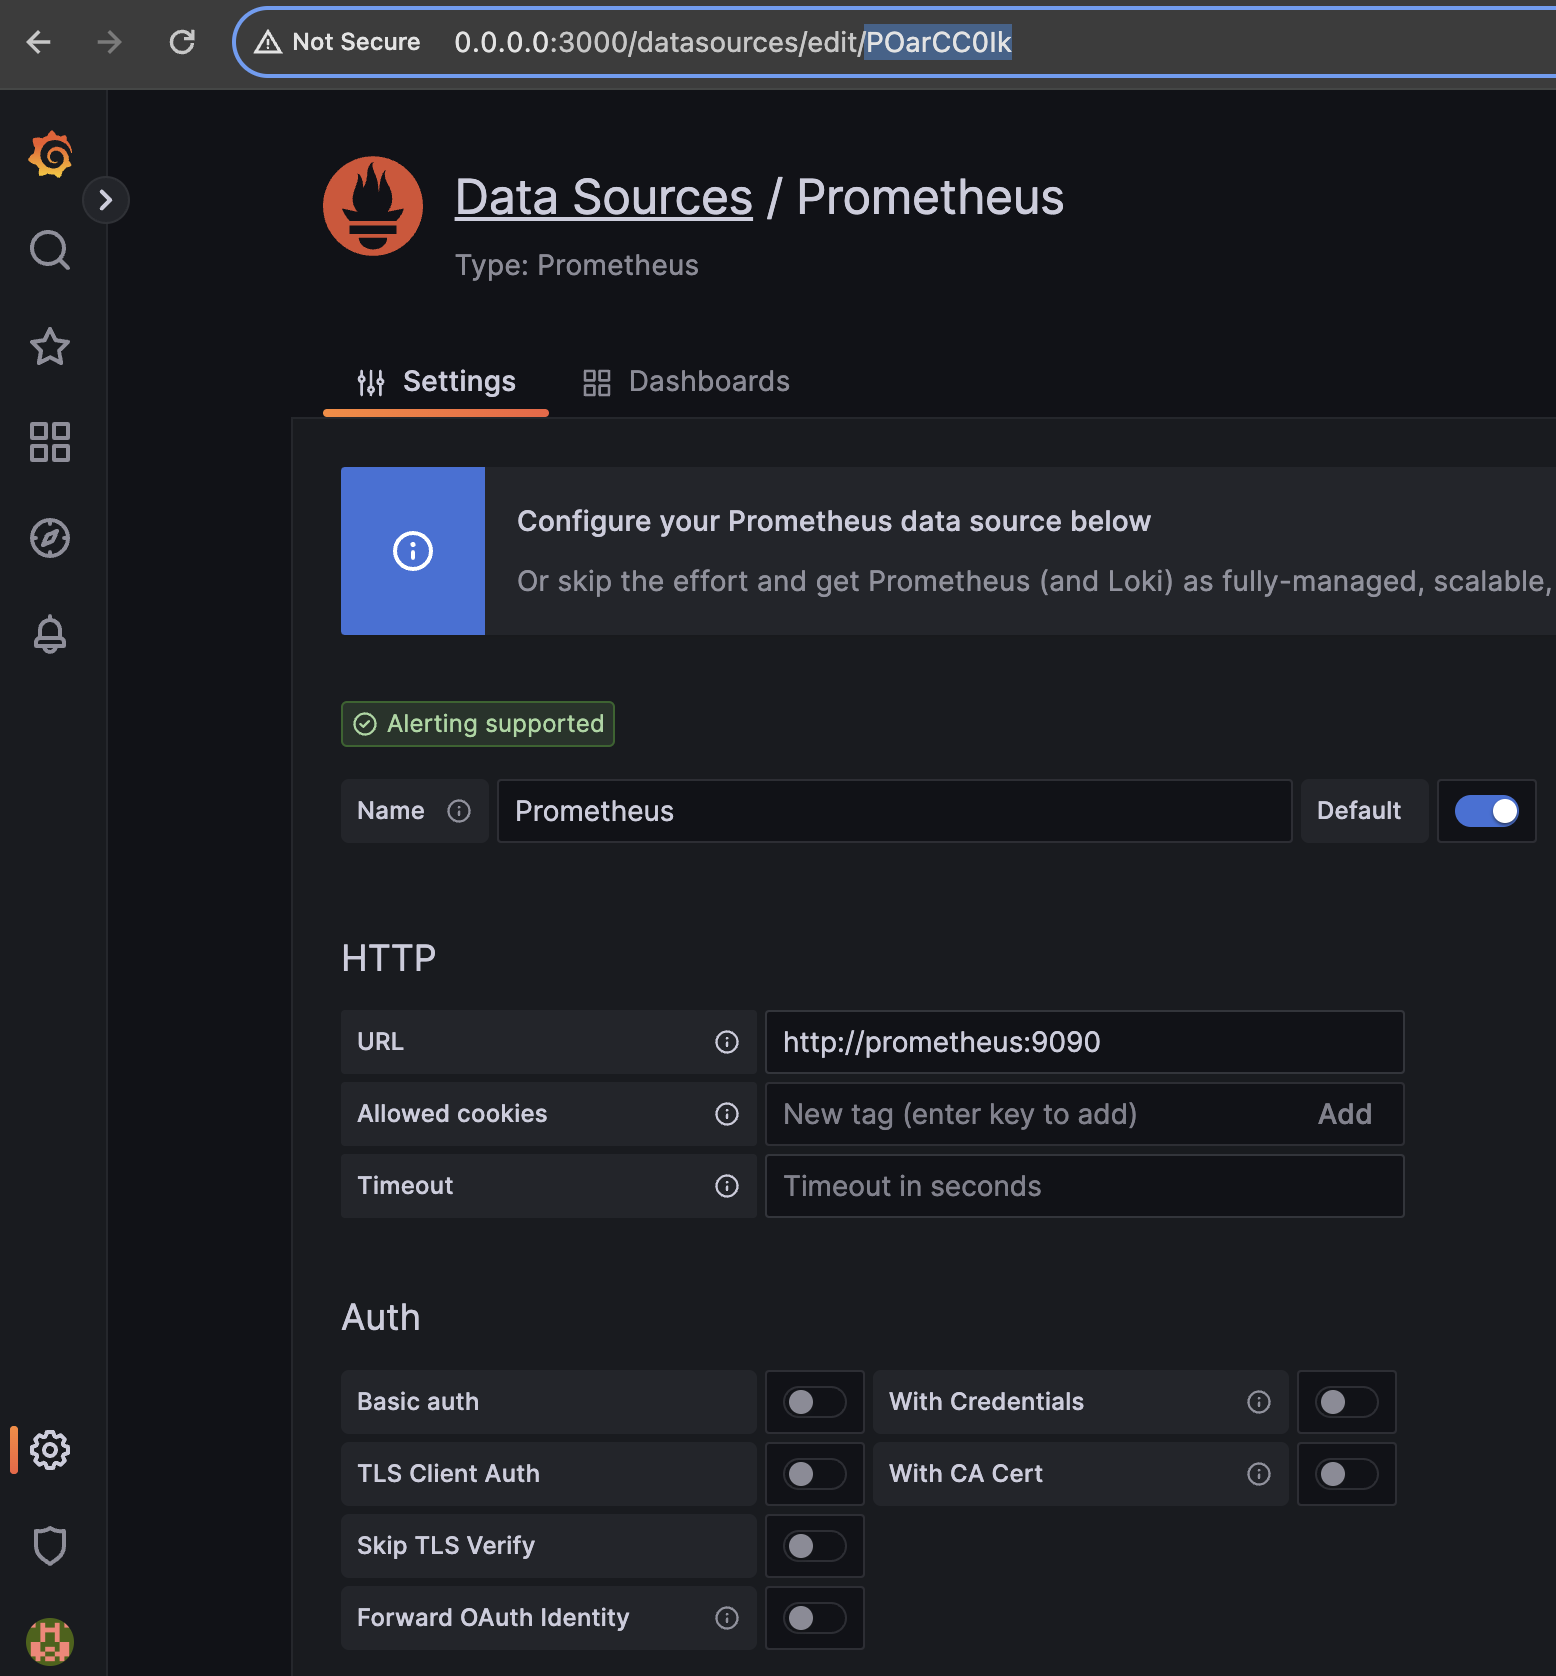 Not Secure 0.0.0.0:3000/datasources/edit/POarCC0Ik
Data Sources / Prometheus
Type: Prometheus
Settings Dashboards
Configure your Prometheus data source below
Or skip the effort and get Prometheus (and Loki) as fully-managed, scalable,
Alerting supported
Name Prometheus Default
HTTP
URL http://prometheus:9090
Allowed cookies New tag (enter key to add) Add
Timeout Timeout in seconds
Auth
Basic auth With Credentials
TLS Client Auth With CA Cert
Skip TLS Verify
Forward OAuth Identity